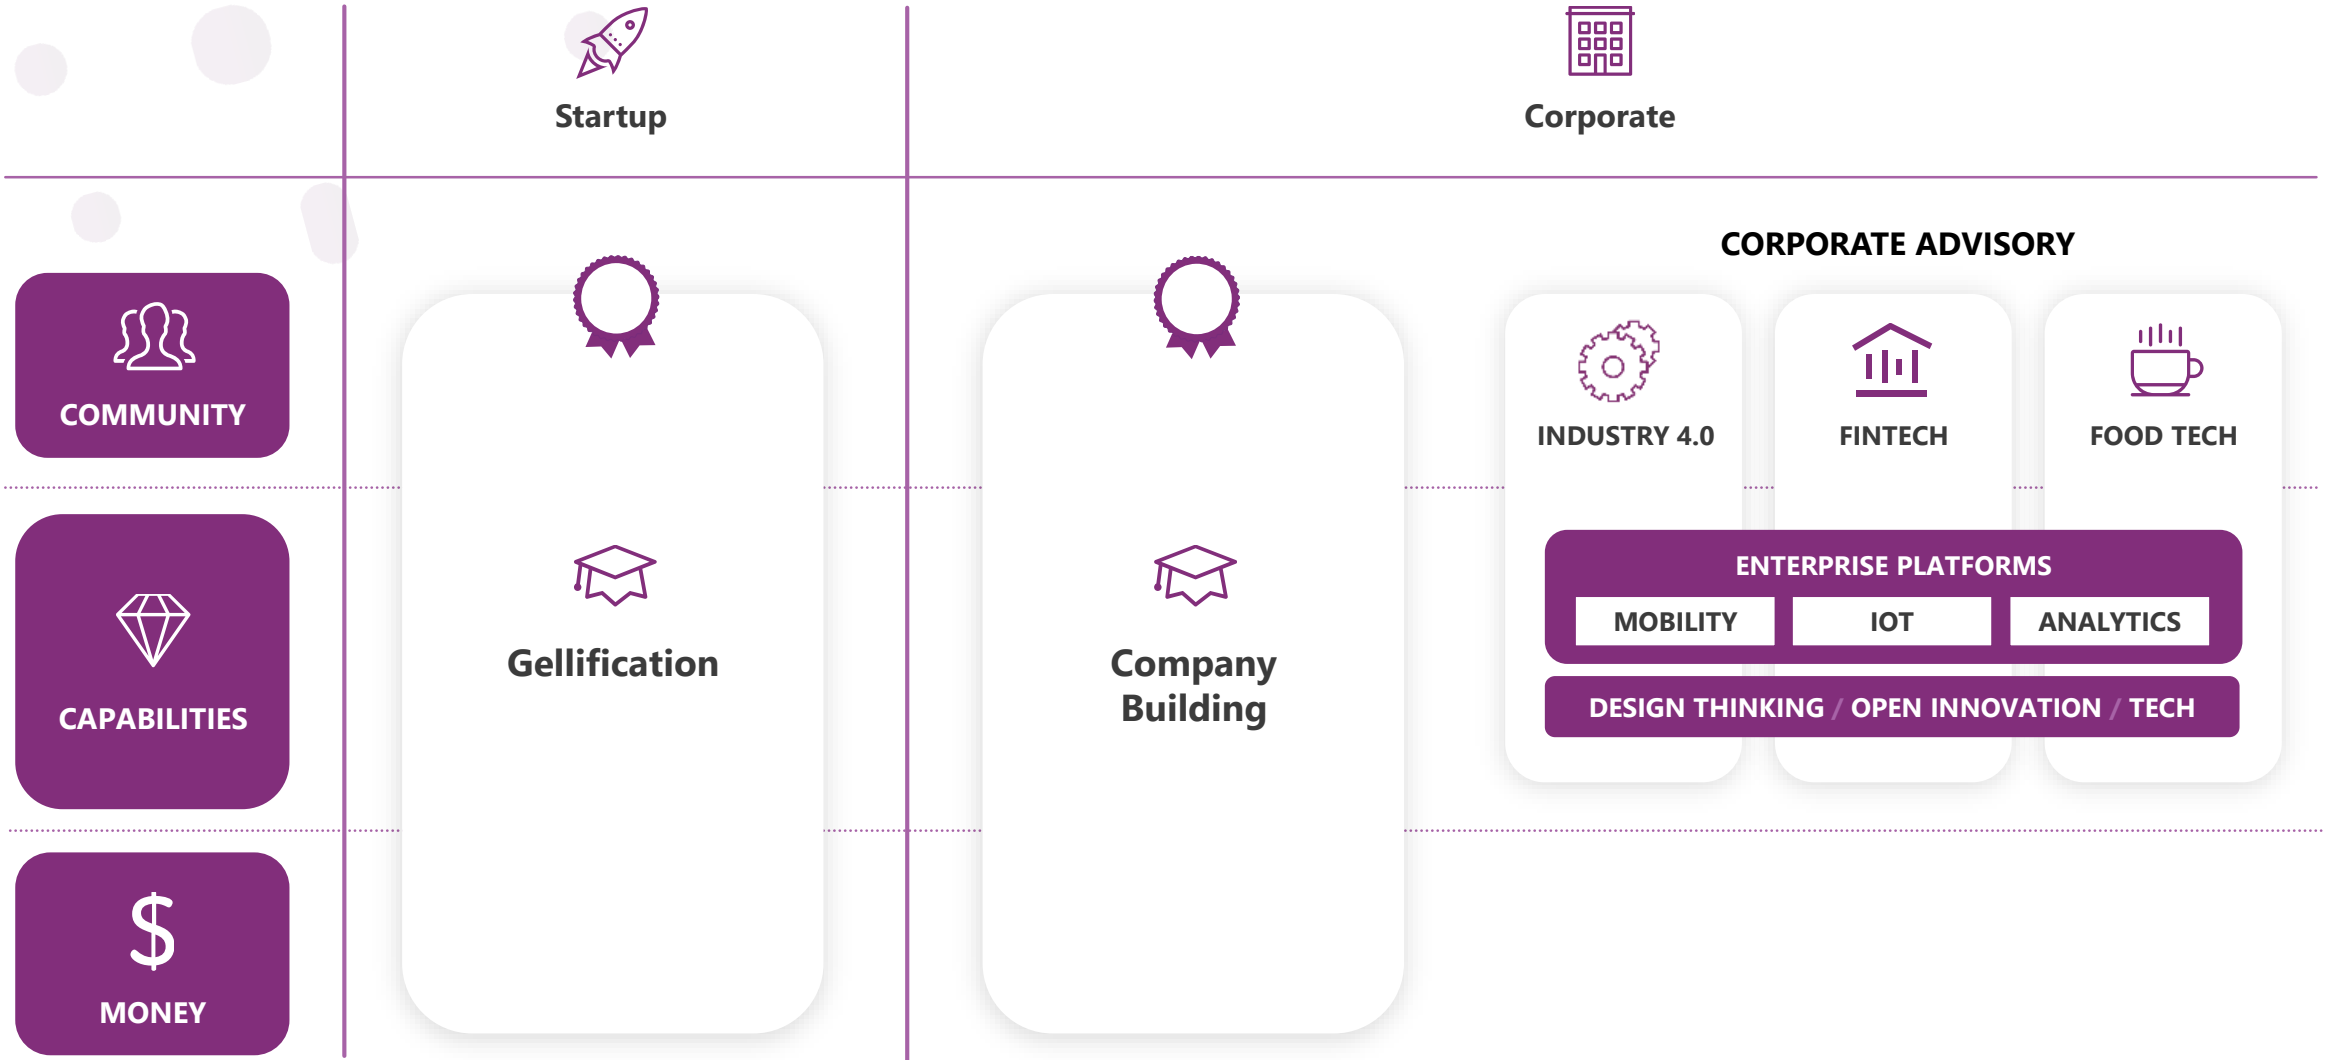 Startup
Corporate
CORPORATE ADVISORY
COMMUNITY
INDUSTRY 4.0
FINTECH
FOOD TECH
CAPABILITIES
Gellification
Company
Building
ENTERPRISE PLATFORMS
MOBILITY
IOT
ANALYTICS
DESIGN THINKING / OPEN INNOVATION / TECH
$
MONEY